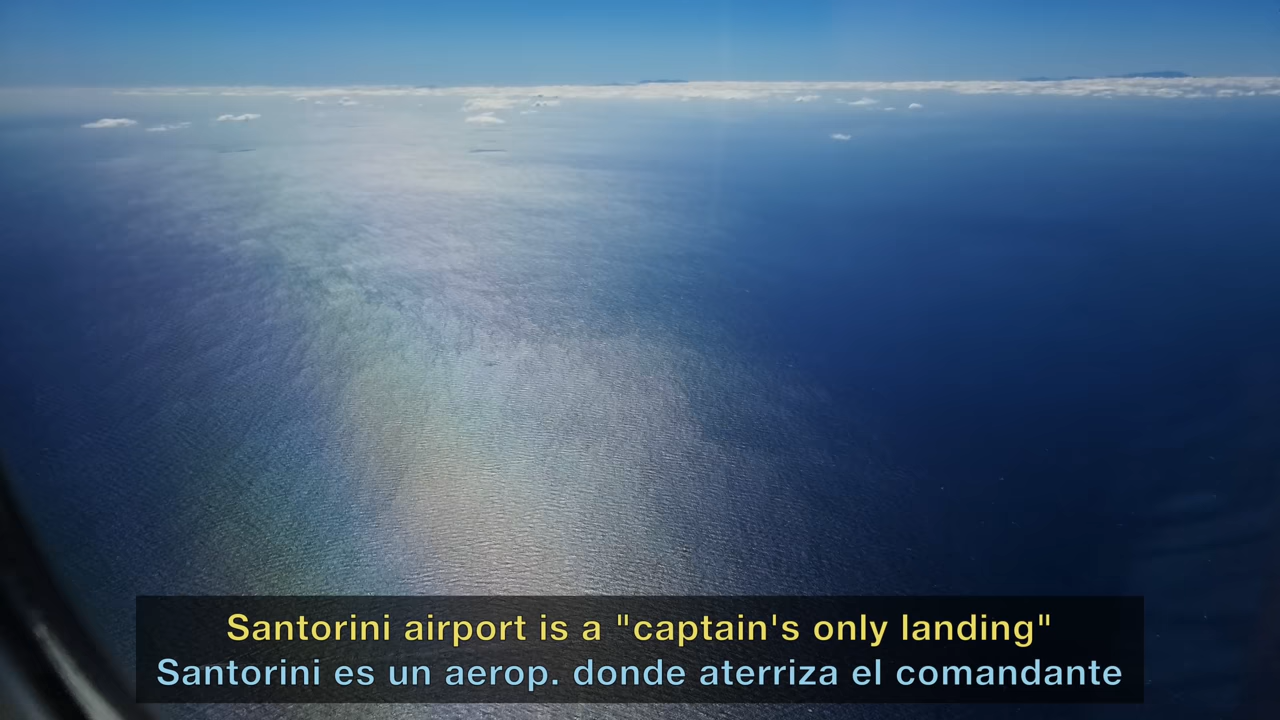 Santorini airport is a "captain's only landing"
Santorini es un aerop. donde aterriza el comandante